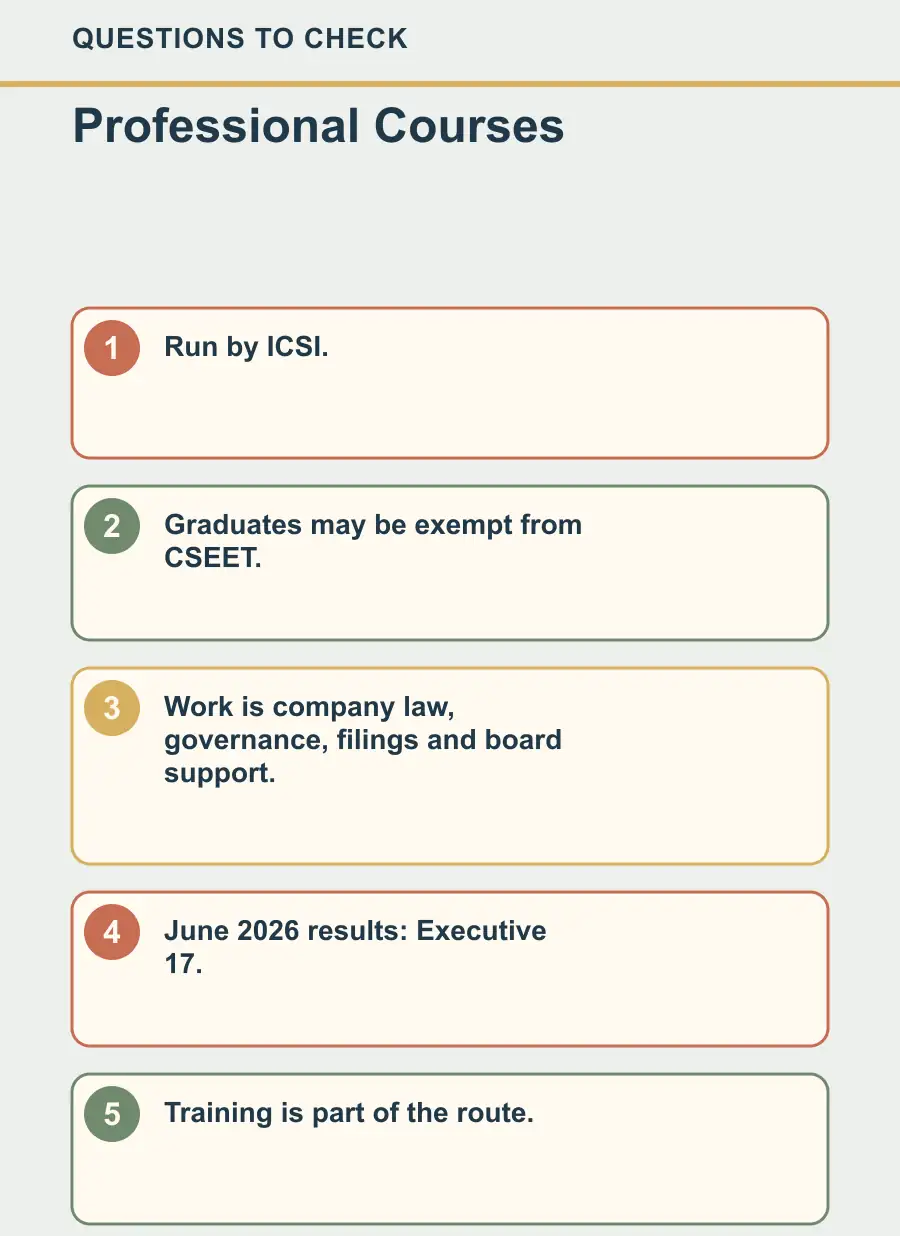 QUESTIONS TO CHECK
Professional Courses
1
Run by ICSI.
2
Graduates may be exempt from
CSEET.
3
Work is company law,
governance, filings and board
support.
4
June 2026 results: Executive
17.
5
Training is part of the route.